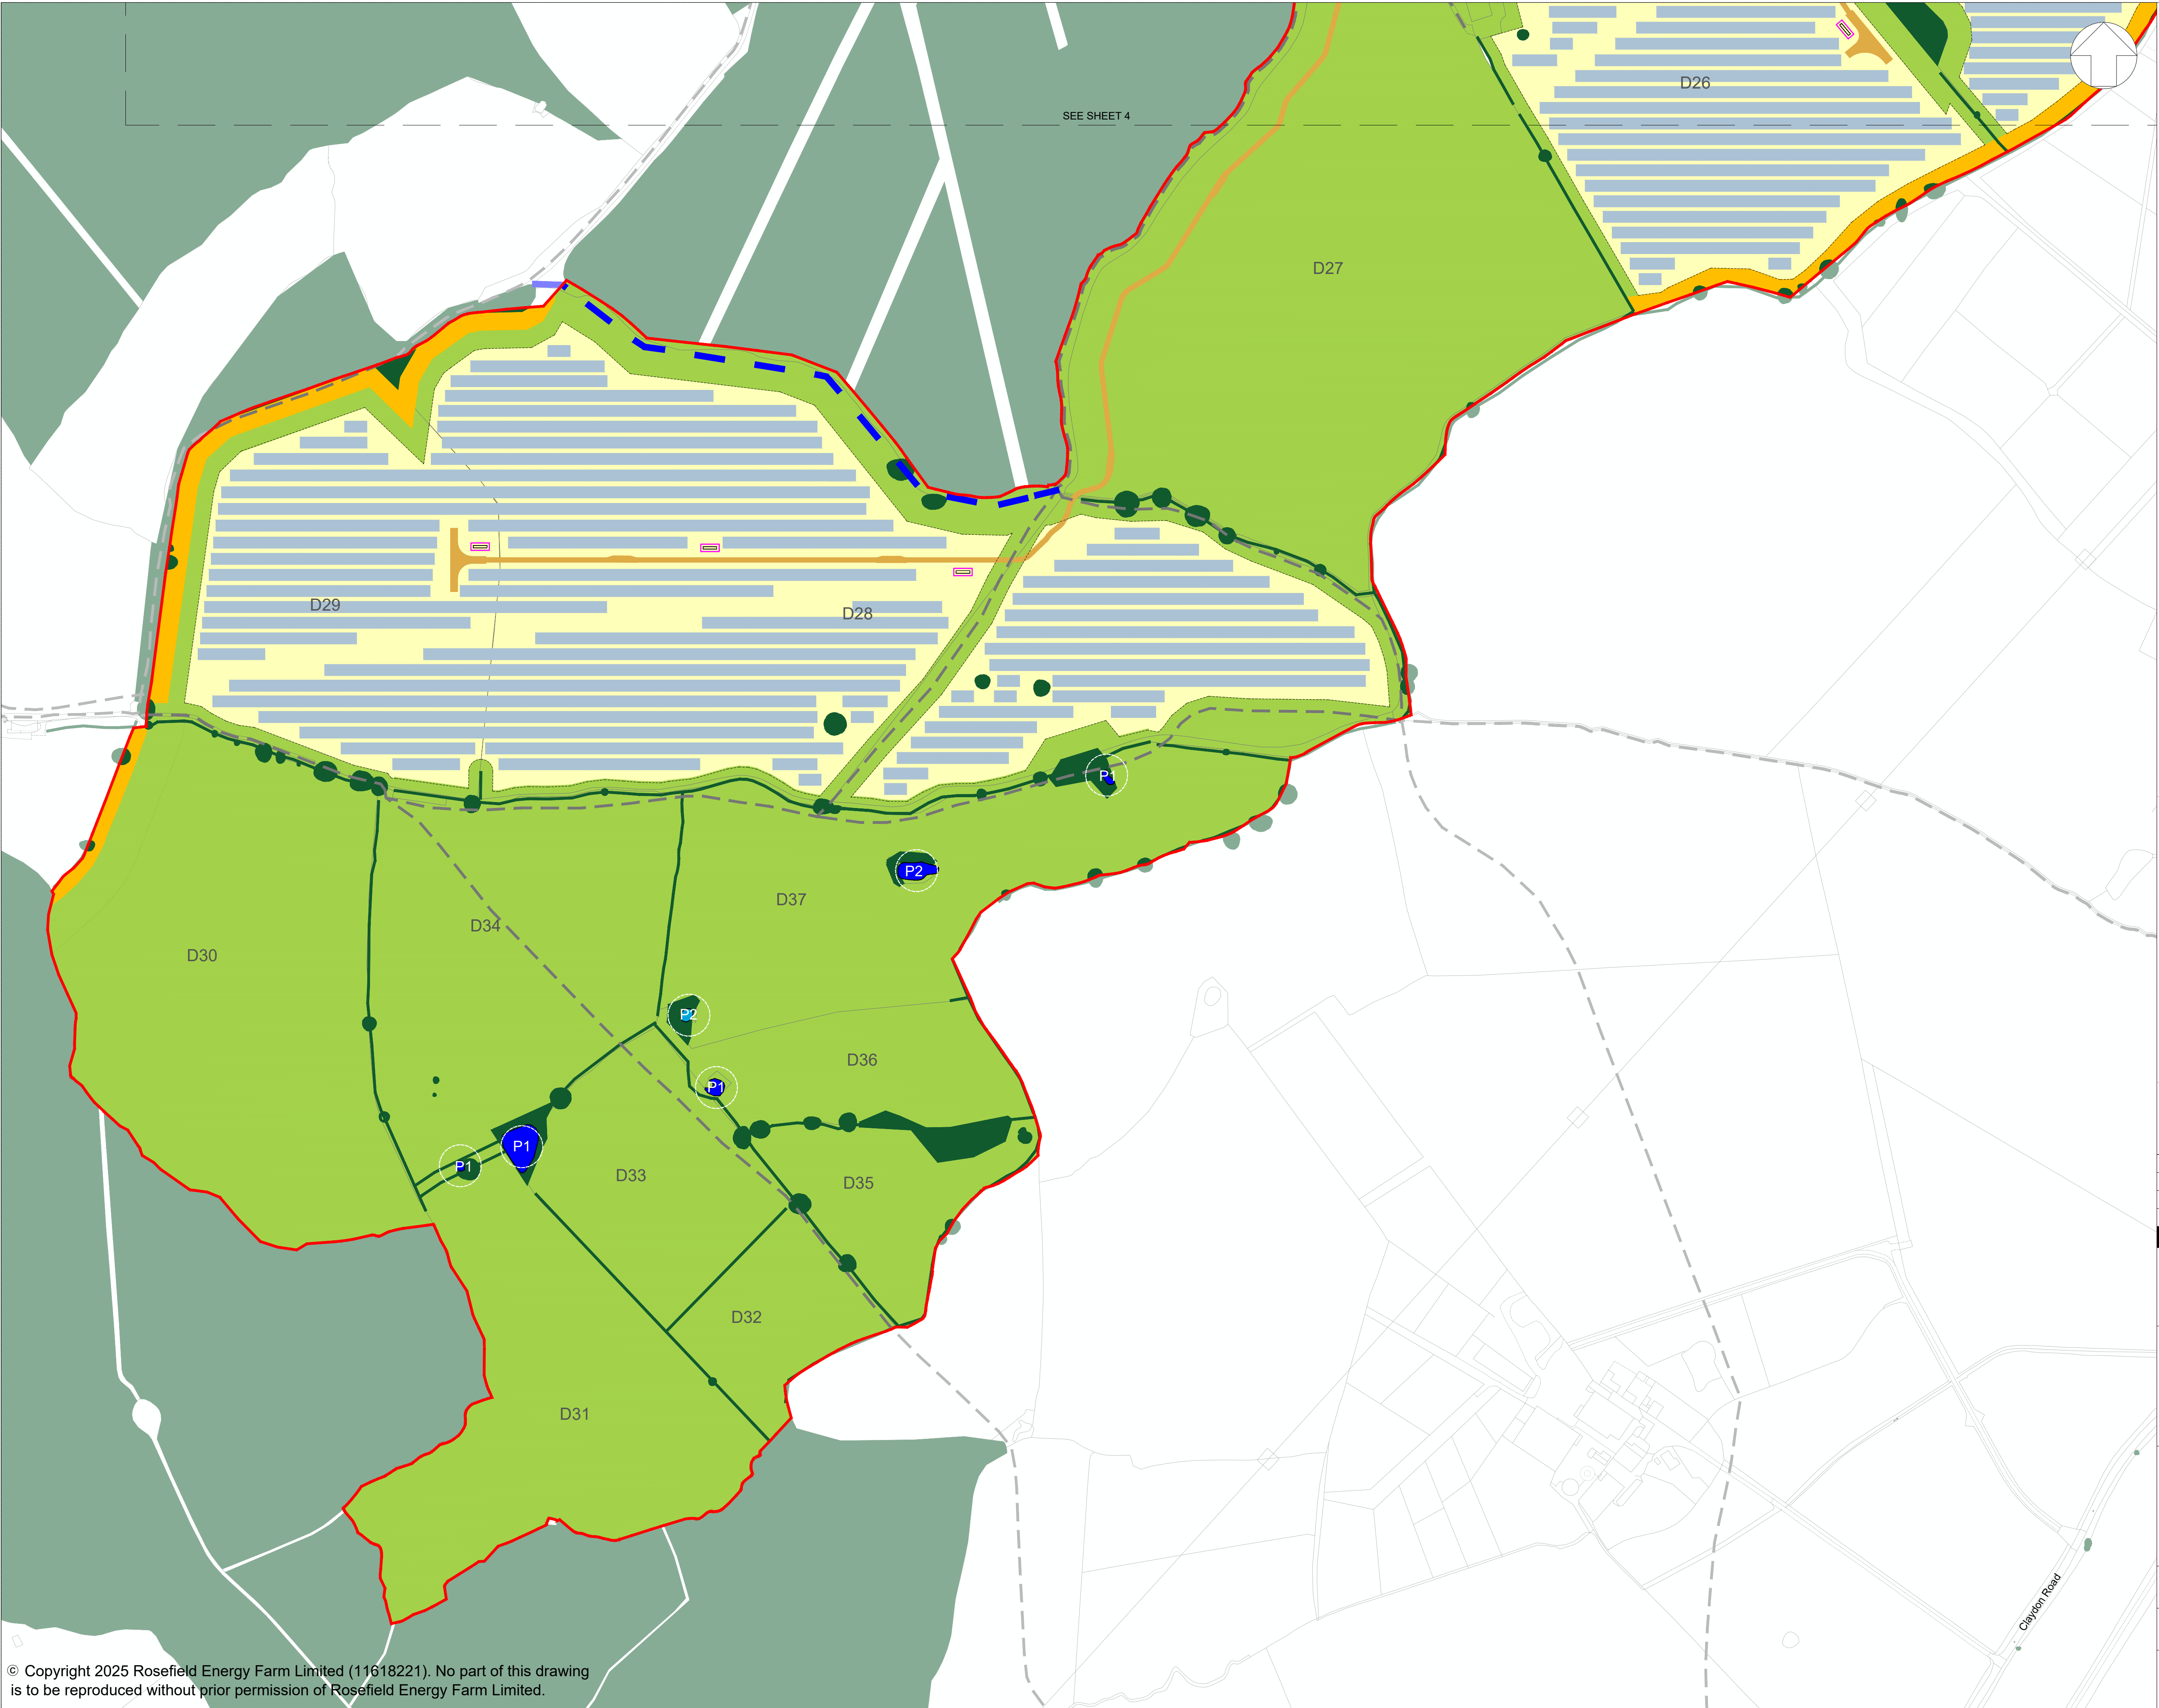 SEE SHEET 4
D26
D27
D29
D28
P1
P2
D37
D34
D30
P2
D36
P1
P1
P1
D33
D35
D32
D31
Claydon Road
© Copyright 2025 Rosefield Energy Farm Limited (11618221). No part of this drawing
is to be reproduced without prior permission of Rosefield Energy Farm Limited.